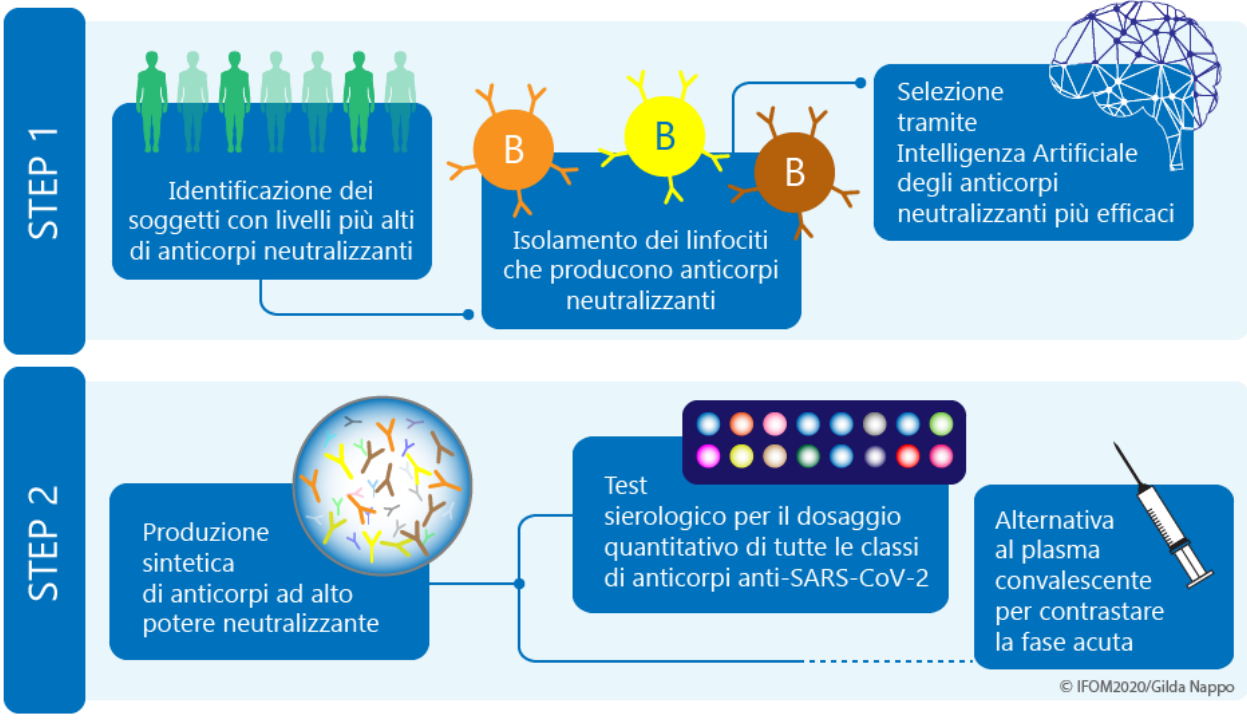 STEP 1
Identificazione dei
soggetti con livelli più alti
di anticorpi neutralizzanti
B
B
B
Isolamento dei linfociti
che producono anticorpi
neutralizzanti
Selezione
tramite
Intelligenza Artificiale
degli anticorpi
neutralizzanti più efficaci
STEP 2
Produzione
sintetica
di anticorpi ad alto
potere neutralizzante
Test
sierologico per il dosaggio
quantitativo di tutte le classi
di anticorpi anti-SARS-CoV-2
Alternativa
al plasma
convalescente
per contrastare
la fase acuta
© IFOM2020/Gilda Nappo